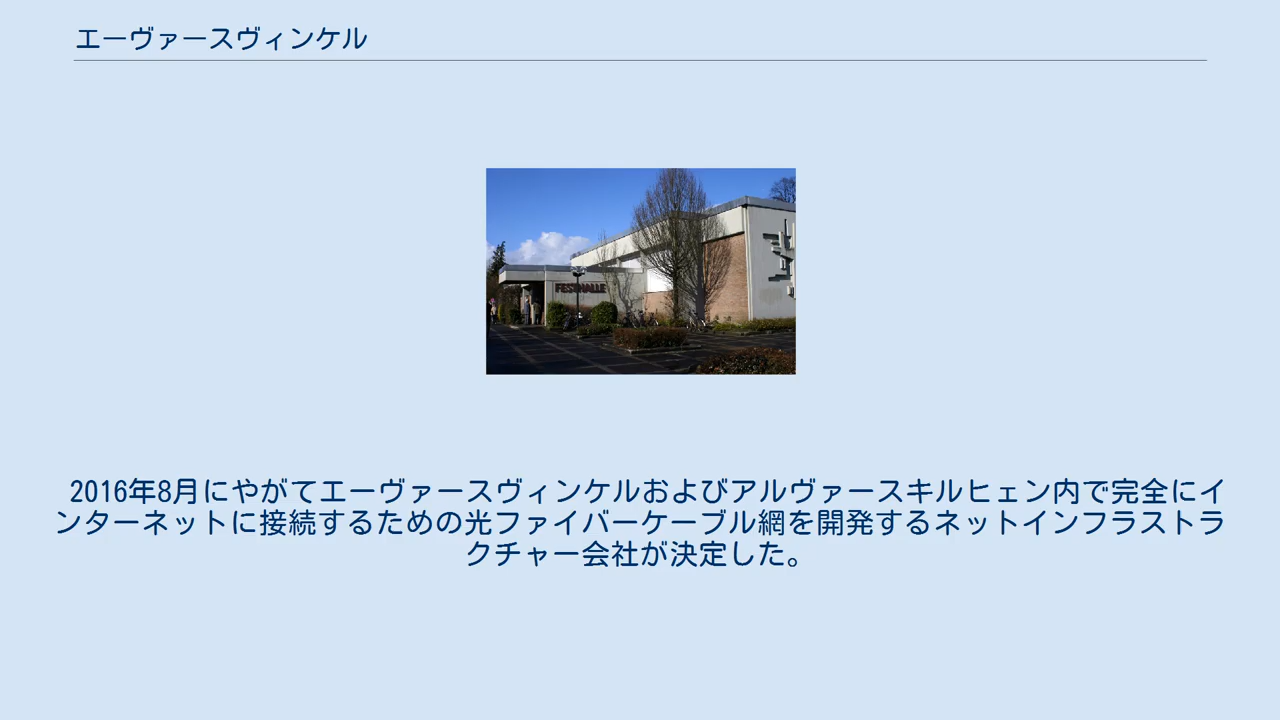 エーヴァースヴィンケル
FESTHALLE
2016年8月にやがてエーヴァースヴィンケルおよびアルヴァースキルヒェン内で完全にイ
ンターネットに接続するための光ファイバーケーブル網を開発するネットインフラストラ
クチャー会社が決定した。